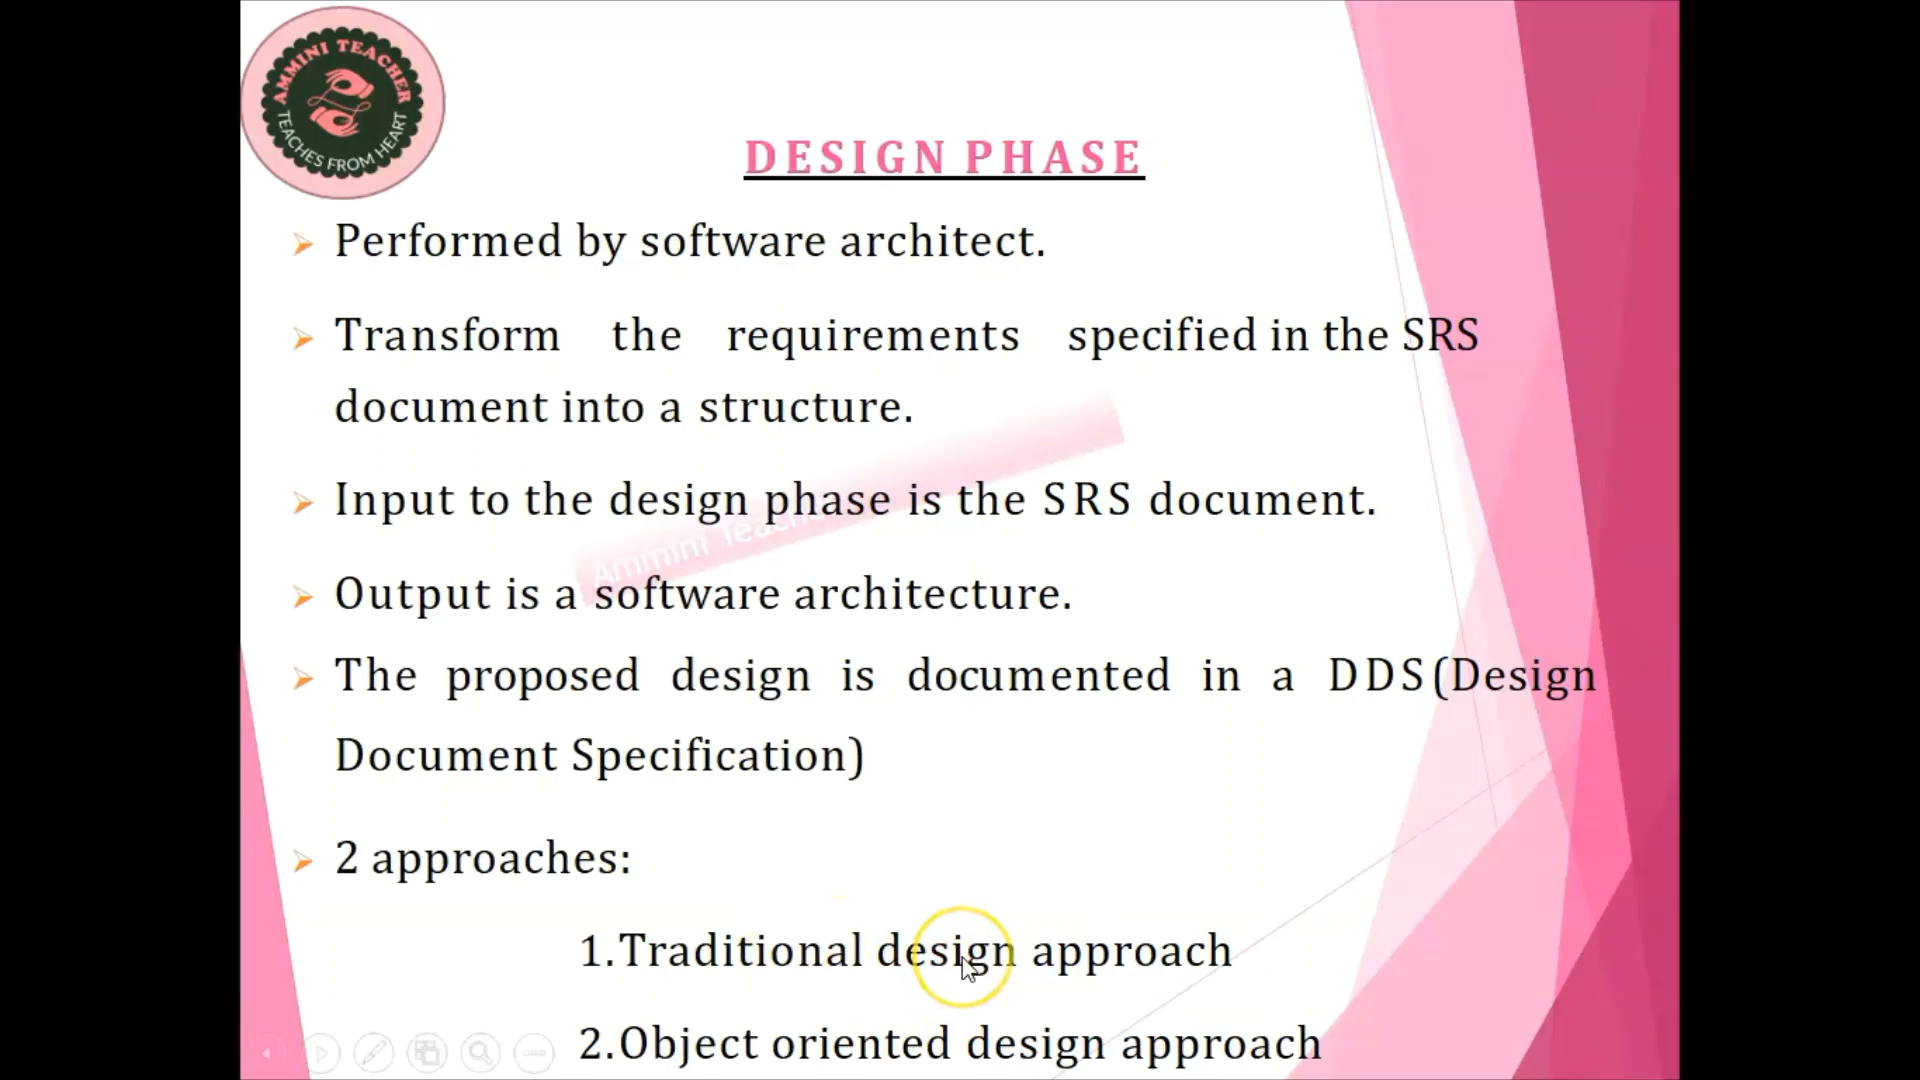 AMMINI TEACHER
TEACHES FROM HEART
DESIGN PHASE
Performed by software architect.
Transform the requirements specified in the SRS
document into a structure.
Input to the design phase is the SRS document.
Ammini Teacher
Output is a software architecture.
The proposed design is documented in a DDS(Design
Document Specification)
2 approaches:
1.Traditional design approach
2.Object oriented design approach